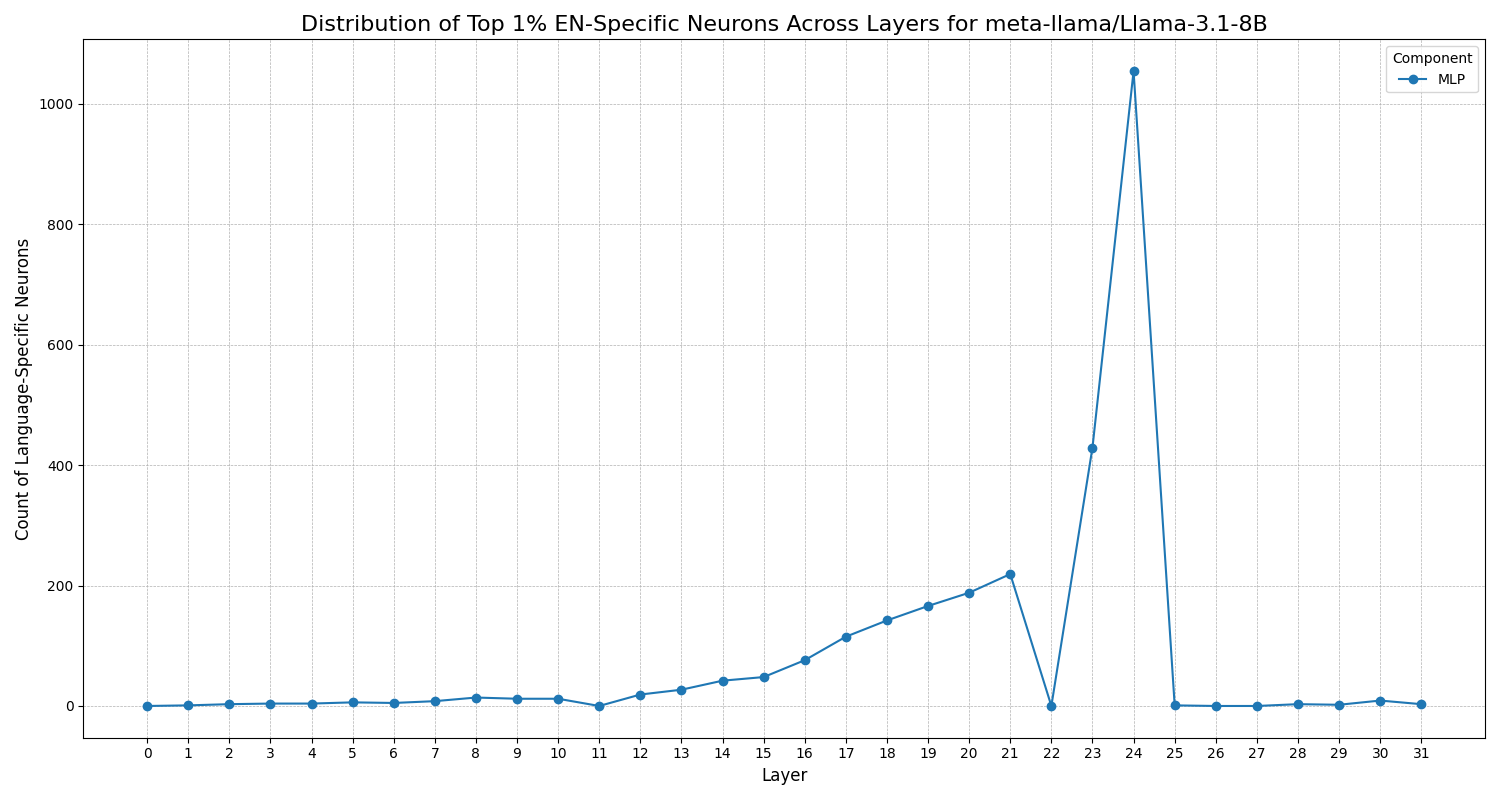 Distribution of Top 1% EN-Specific Neurons Across Layers for meta-llama/Llama-3.1-8B
Component
MLP
Count of Language-Specific Neurons
1000
800
600
400
200
0
0 1 2 3 4 5 6 7 8 9 10 11 12 13 14 15 16 17 18 19 20 21 22 23 24 25 26 27 28 29 30 31
Layer